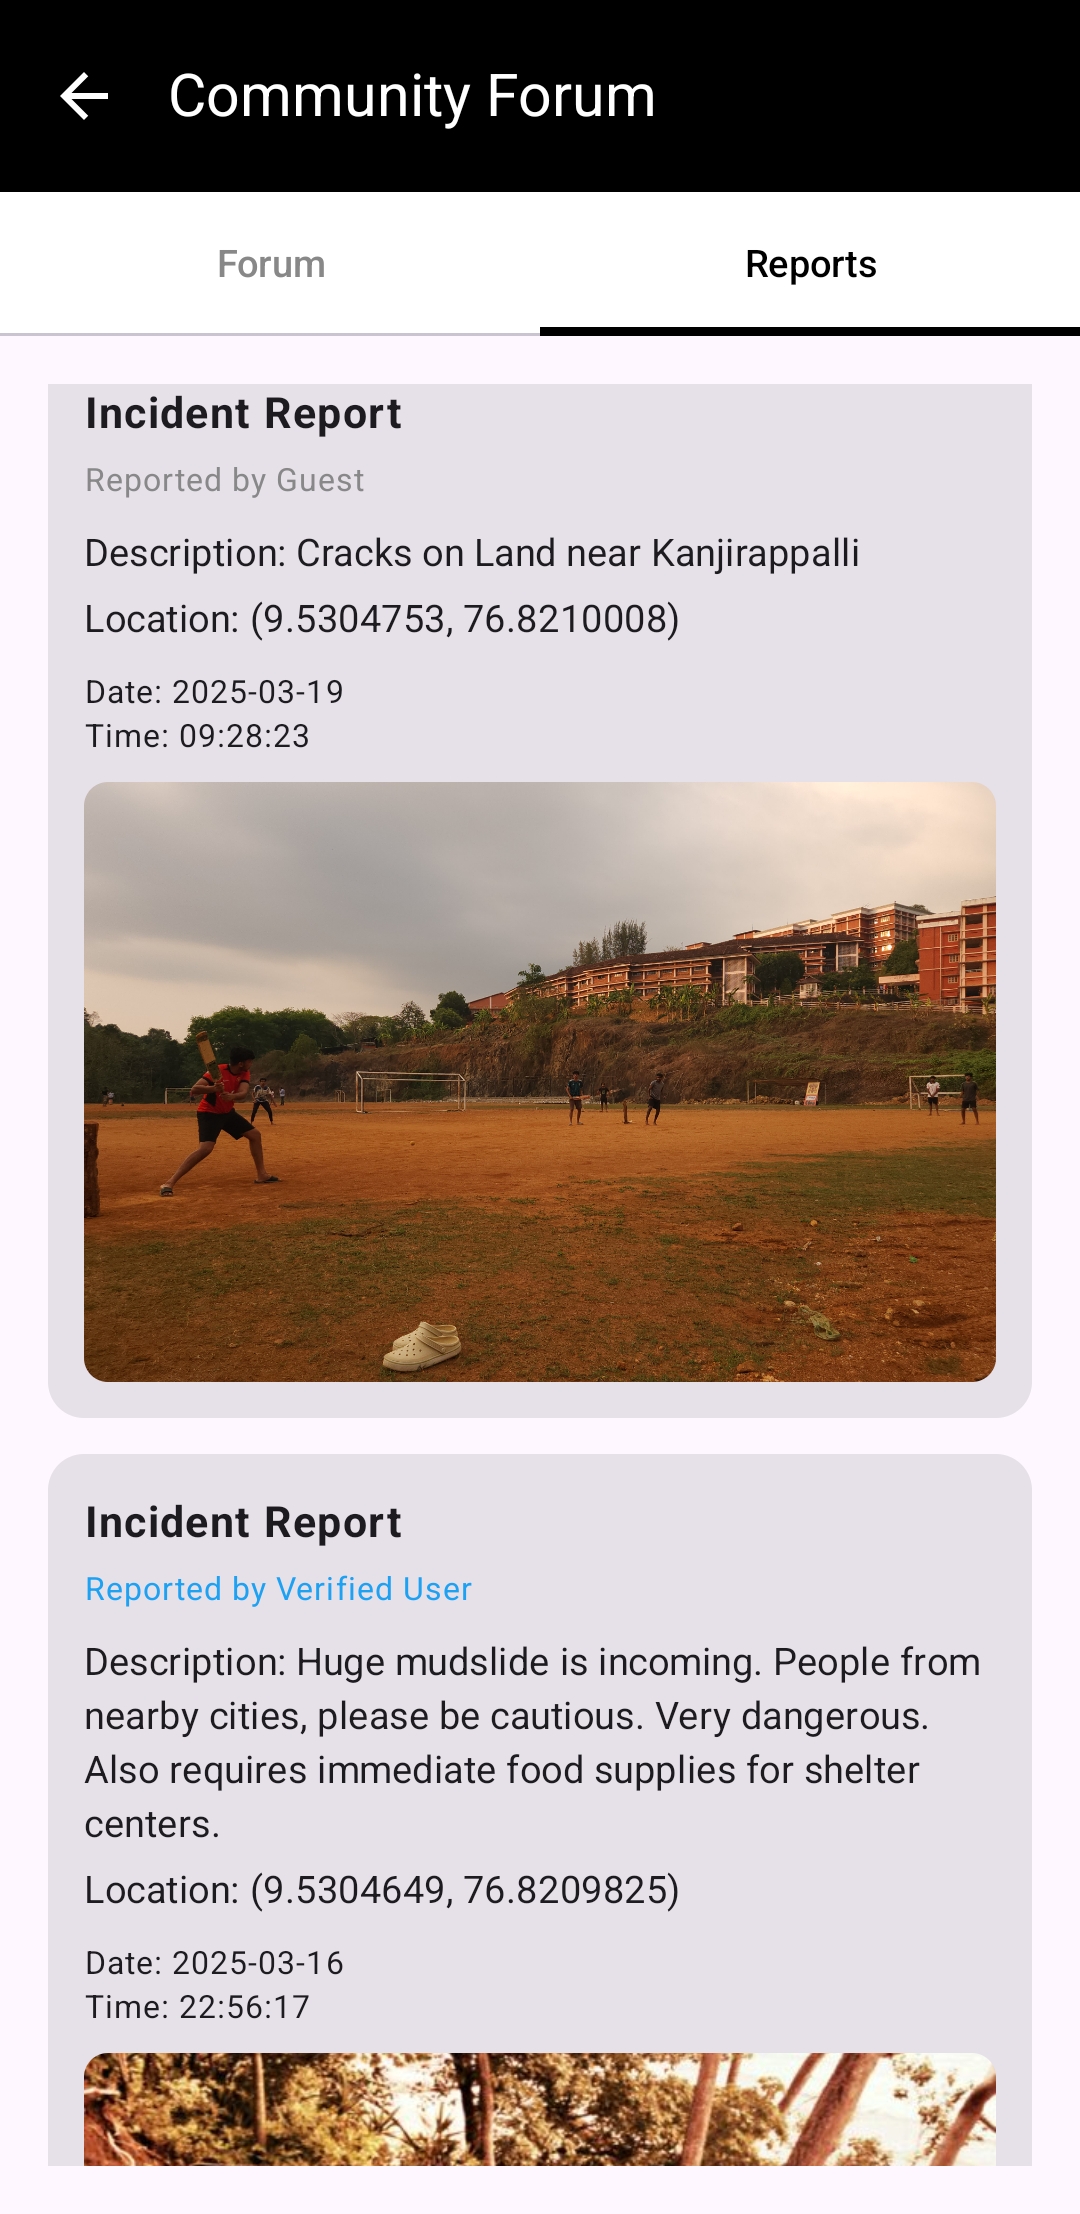 Community Forum
Forum
Reports
Incident Report
Reported by Guest
Description: Cracks on Land near Kanjirappalli
Location: (9.5304753, 76.8210008)
Date: 2025-03-19
Time: 09:28:23
Incident Report
Reported by Verified User
Description: Huge mudslide is incoming. People from
nearby cities, please be cautious. Very dangerous.
Also requires immediate food supplies for shelter
centers.
Location: (9.5304649, 76.8209825)
Date: 2025-03-16
Time: 22:56:17